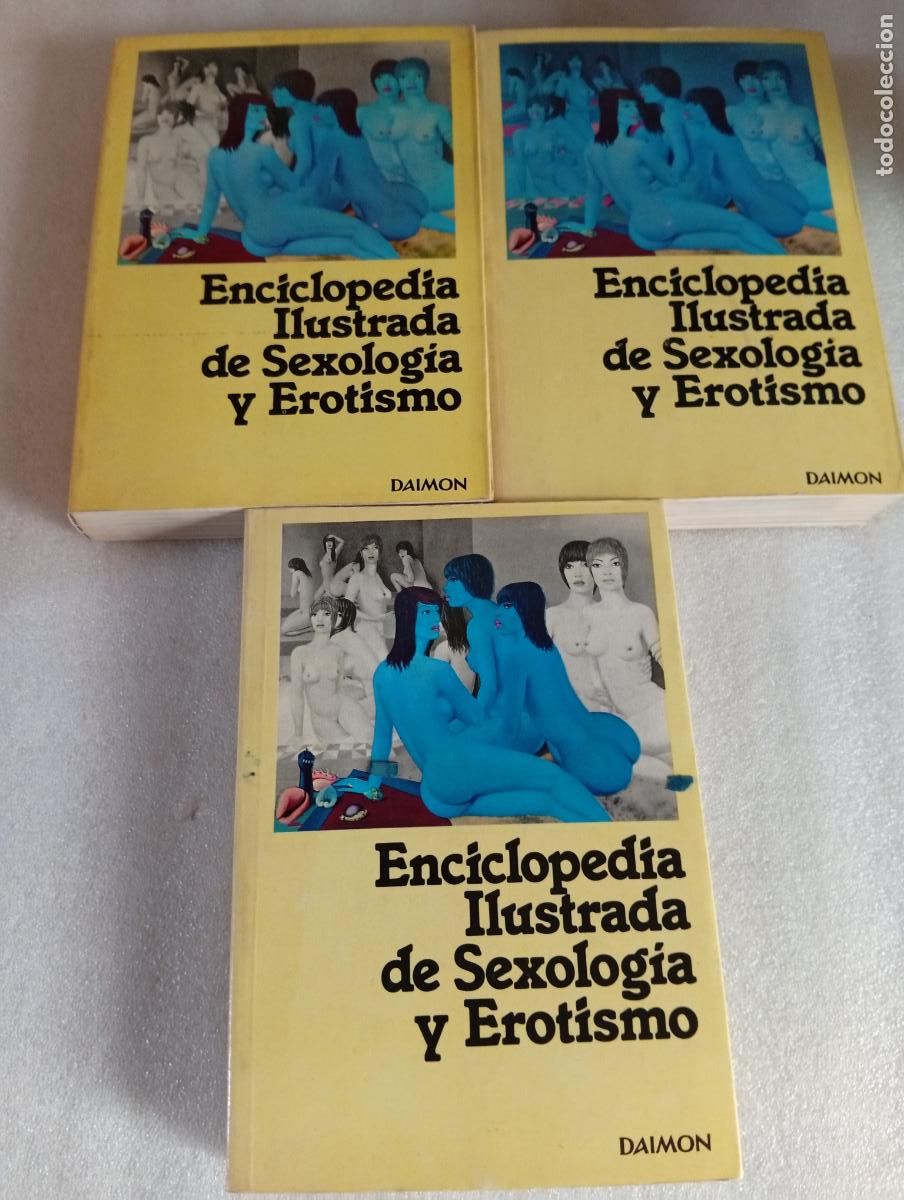 Enciclopedia
Ilustrada
de Sexología
y Erotismo
DAIMON
Enciclopedia
Ilustrada
de Sexología
y Erotismo
DAIMON
Enciclopedia
Ilustrada
de Sexología
y Erotismo
DAIMON
todocoleccion